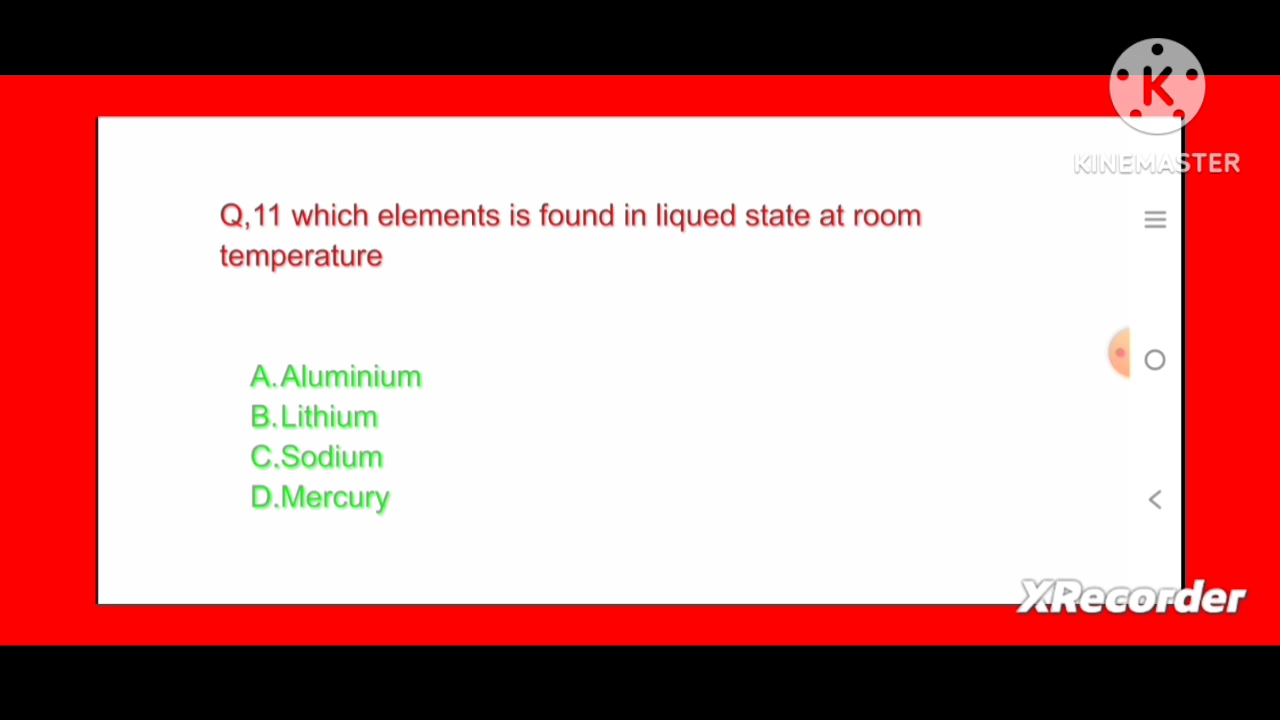 K
KINEMASTER
Q,11 which elements is found in liqued state at room
temperature
A.Aluminium
B.Lithium
C.Sodium
D.Mercury
XRecorder